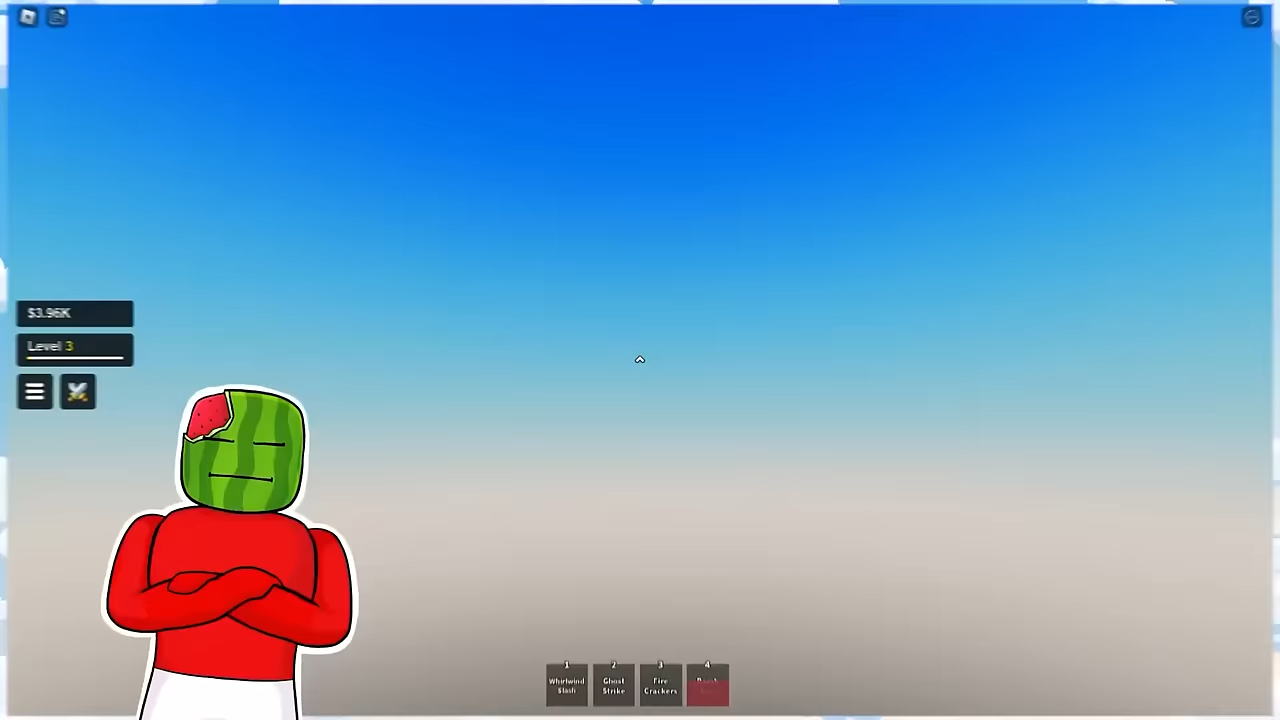 $3.96K
Level 3
1
2
3
4
Whirlwind
Slash
Ghost
Strike
Fire
Crackers